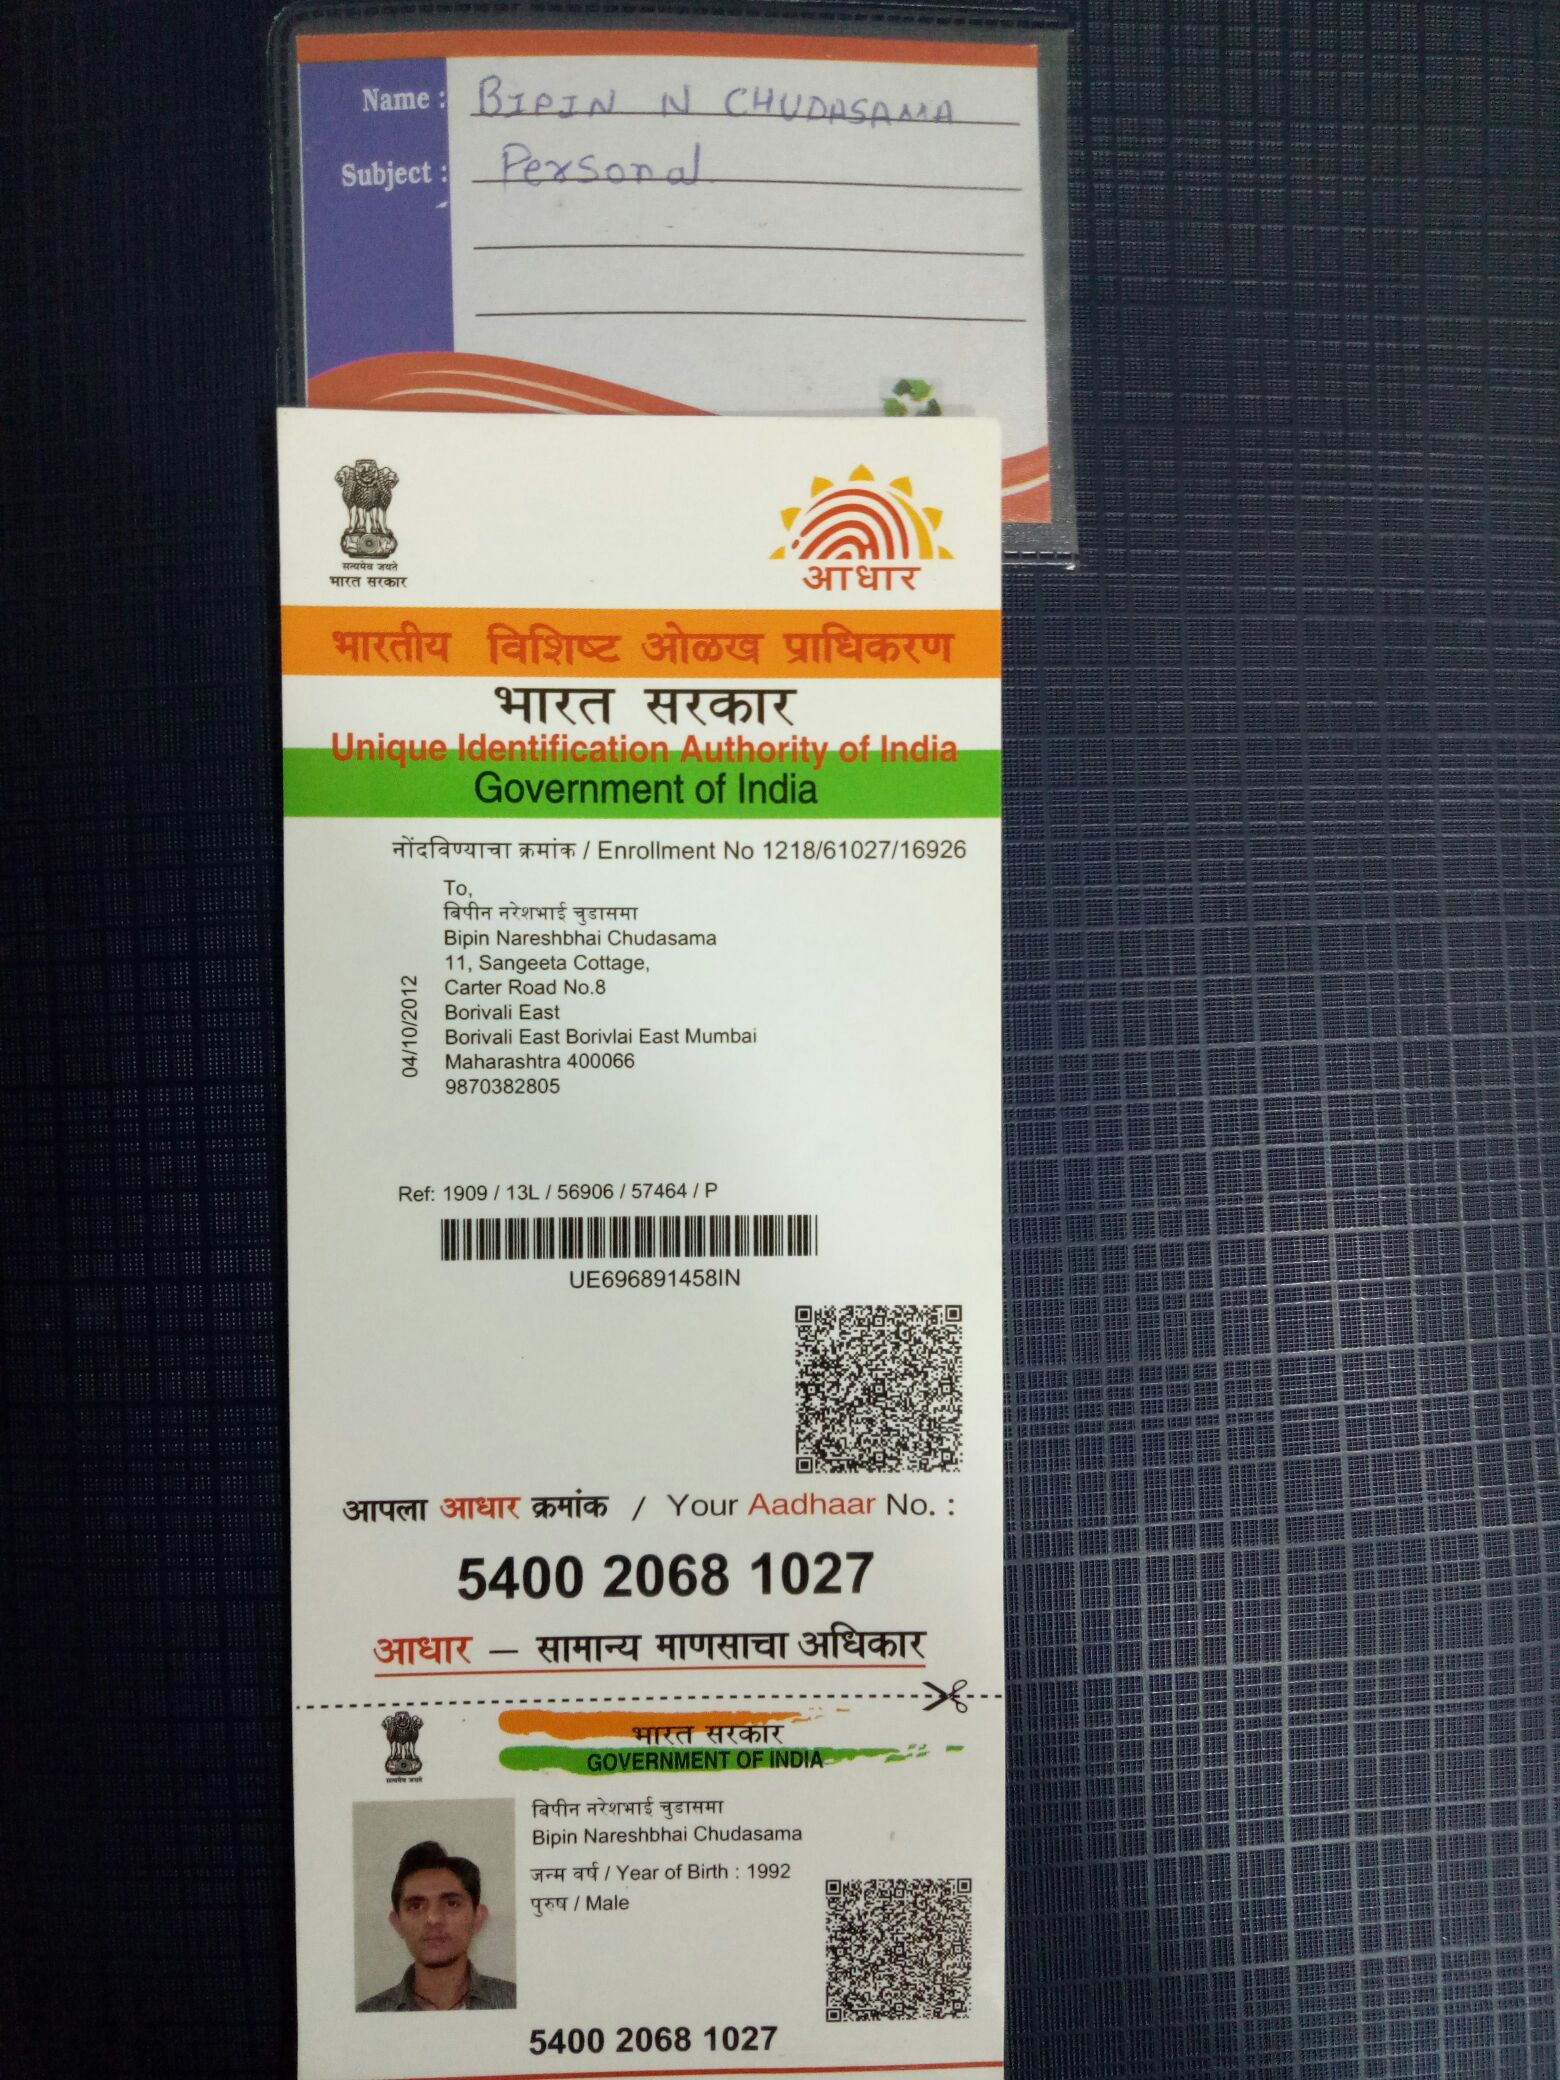 Name : BIPIN N CHUDASAMA
Subject : Personal
सत्यमेव जयते
भारत सरकार
आधार
भारतीय विशिष्ट ओळख प्राधिकरण
भारत सरकार
Unique Identification Authority of India
Government of India
नोंदविण्याचा क्रमांक / Enrollment No 1218/61027/16926
To,
बिपीन नरेशभाई चुडासमा
Bipin Nareshbhai Chudasama
11, Sangeeta Cottage,
Carter Road No.8
Borivali East
Borivali East Borivlai East Mumbai
Maharashtra 400066
9870382805
04/10/2012
Ref: 1909 / 13L / 56906 / 57464 / P
UE696891458IN
आपला आधार क्रमांक / Your Aadhaar No. :
5400 2068 1027
आधार – सामान्य माणसाचा अधिकार
सत्यमेव जयते
भारत सरकार
GOVERNMENT OF INDIA
बिपीन नरेशभाई चुडासमा
Bipin Nareshbhai Chudasama
जन्म वर्ष / Year of Birth : 1992
पुरुष / Male
5400 2068 1027